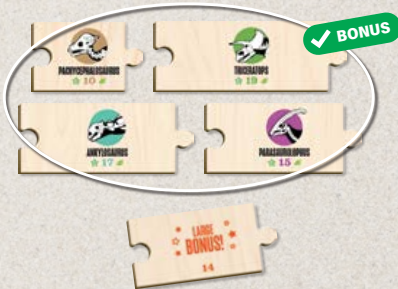 BONUS
PACHYCEPHALOSAURUS
10
TRICERATOPS
19
ANKYLOSAURUS
17
PARASAUROLOPHUS
15
LARGE
BONUS!
14